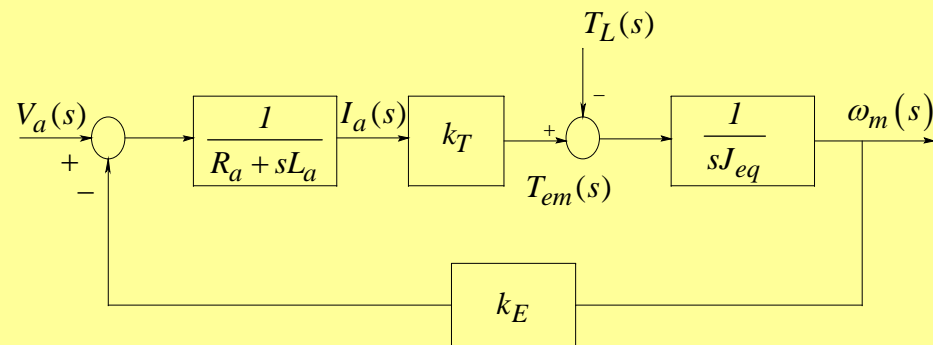 T_L(s)
−
V_a(s)
+
−
1
R_a + sL_a
I_a(s)
k_T
+
T_em(s)
1
sJ_eq
ω_m(s)
k_E